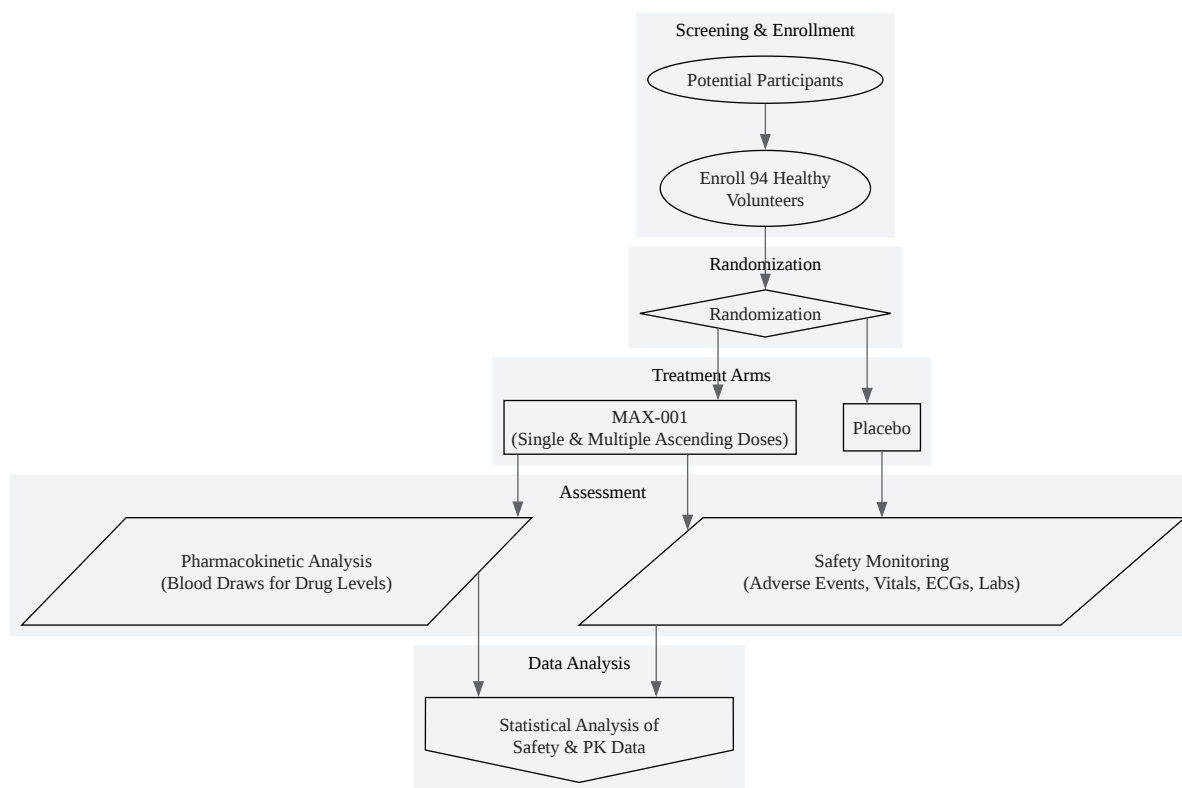 Screening & Enrollment
Potential Participants
Enroll 94 Healthy
Volunteers
Randomization
Randomization
Treatment Arms
MAX-001
(Single & Multiple Ascending Doses)
Placebo
Assessment
Pharmacokinetic Analysis
(Blood Draws for Drug Levels)
Safety Monitoring
(Adverse Events, Vitals, ECGs, Labs)
Data Analysis
Statistical Analysis of
Safety & PK Data